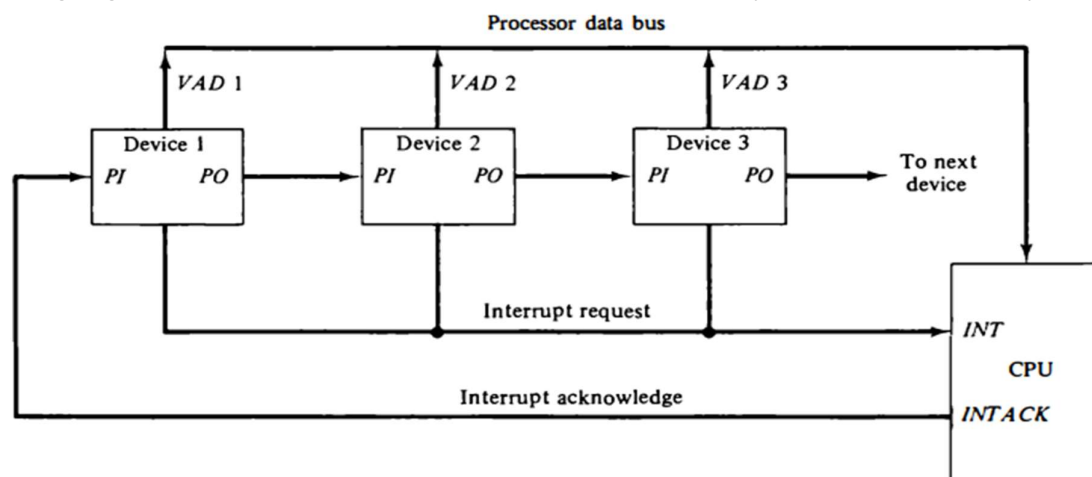 Processor data bus
VAD 1
VAD 2
VAD 3
Device 1
PI
PO
Device 2
PI
PO
Device 3
PI
PO
To next
device
Interrupt request
INT
CPU
Interrupt acknowledge
INTACK